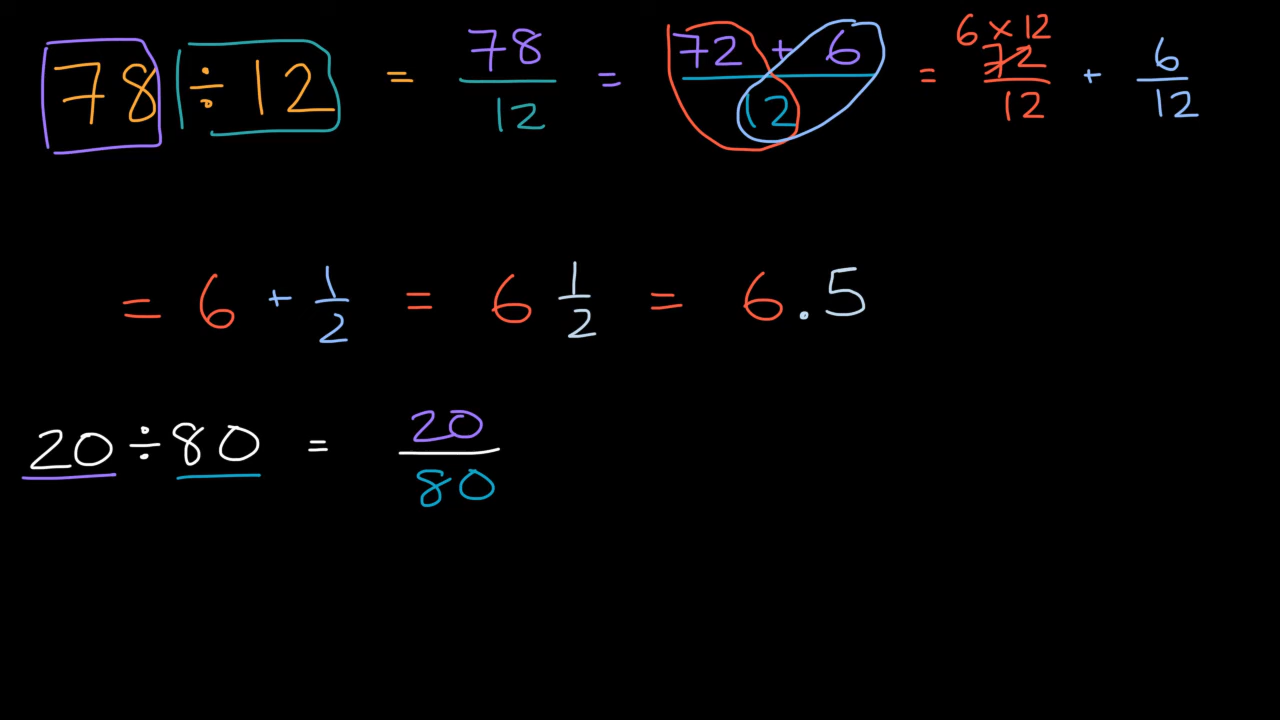 78 ÷ 12 = 78/12 = (72 + 6)/12 = (6 × 12) 72/12 + 6/12
= 6 + 1/2 = 6 1/2 = 6.5
20 ÷ 80 = 20/80